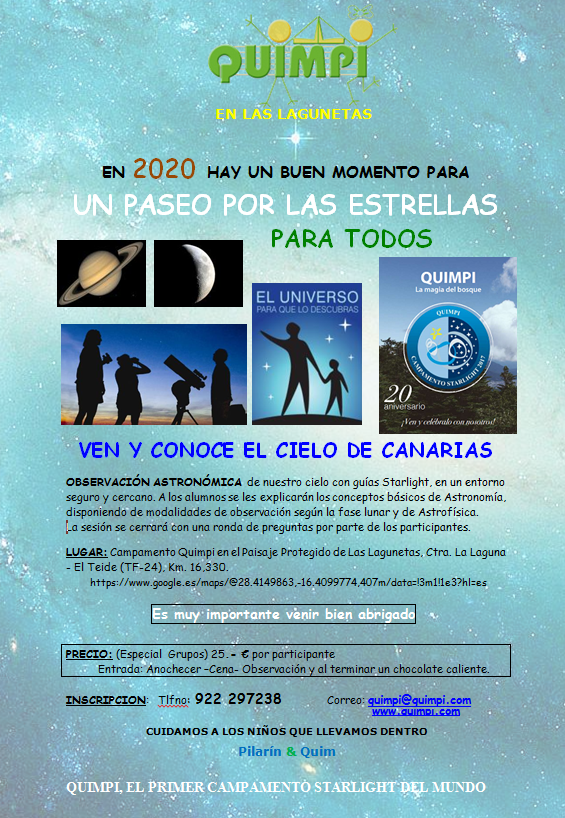 QUIMPI
EN LAS LAGUNETAS
EN 2020 HAY UN BUEN MOMENTO PARA
UN PASEO POR LAS ESTRELLAS
PARA TODOS
EL UNIVERSO
PARA QUE LO DESCUBRAS
QUIMPI
La magia del bosque
QUIMPI
CAMPAMENTO STARLIGHT 2017
20
aniversario
¡Ven y celébralo con nosotros!
VEN Y CONOCE EL CIELO DE CANARIAS
OBSERVACIÓN ASTRONÓMICA de nuestro cielo con guías Starlight, en un entorno
seguro y cercano. A los alumnos se les explicarán los conceptos básicos de Astronomía,
disponiendo de modalidades de observación según la fase lunar y de Astrofísica.
La sesión se cerrará con una ronda de preguntas por parte de los participantes.
LUGAR: Campamento Quimpi en el Paisaje Protegido de Las Lagunetas, Ctra. La Laguna
- El Teide (TF-24), Km. 16,330.
https://www.google.es/maps/@28.4149863,-16.4099774,407m/data=!3m1!1e3?hl=es
Es muy importante venir bien abrigado
PRECIO: (Especial Grupos) 25.- € por participante
Entrada: Anochecer -Cena- Observación y al terminar un chocolate caliente.
INSCRIPCION: Tlfno: 922 297238 Correo: quimpi@quimpi.com
www.quimpi.com
CUIDAMOS A LOS NIÑOS QUE LLEVAMOS DENTRO
Pilarín & Quim
QUIMPI, EL PRIMER CAMPAMENTO STARLIGHT DEL MUNDO